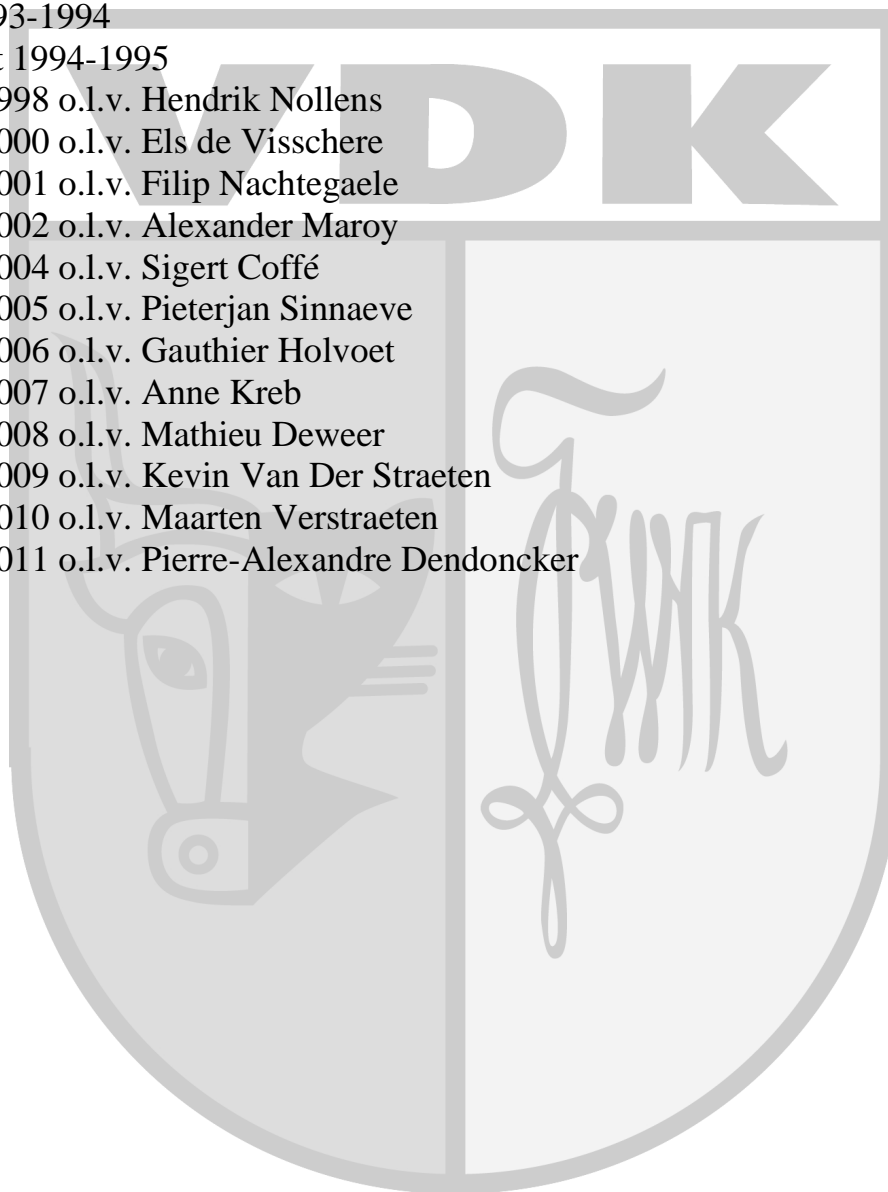 93-1994
t 1994-1995
998 o.l.v. Hendrik Nollens
000 o.l.v. Els de Visschere
001 o.l.v. Filip Nachtegaele
002 o.l.v. Alexander Maroy
004 o.l.v. Sigert Coffé
005 o.l.v. Pieterjan Sinnaeve
006 o.l.v. Gauthier Holvoet
007 o.l.v. Anne Kreb
008 o.l.v. Mathieu Deweer
009 o.l.v. Kevin Van Der Straeten
010 o.l.v. Maarten Verstraeten
011 o.l.v. Pierre-Alexandre Dendoncker
VDK